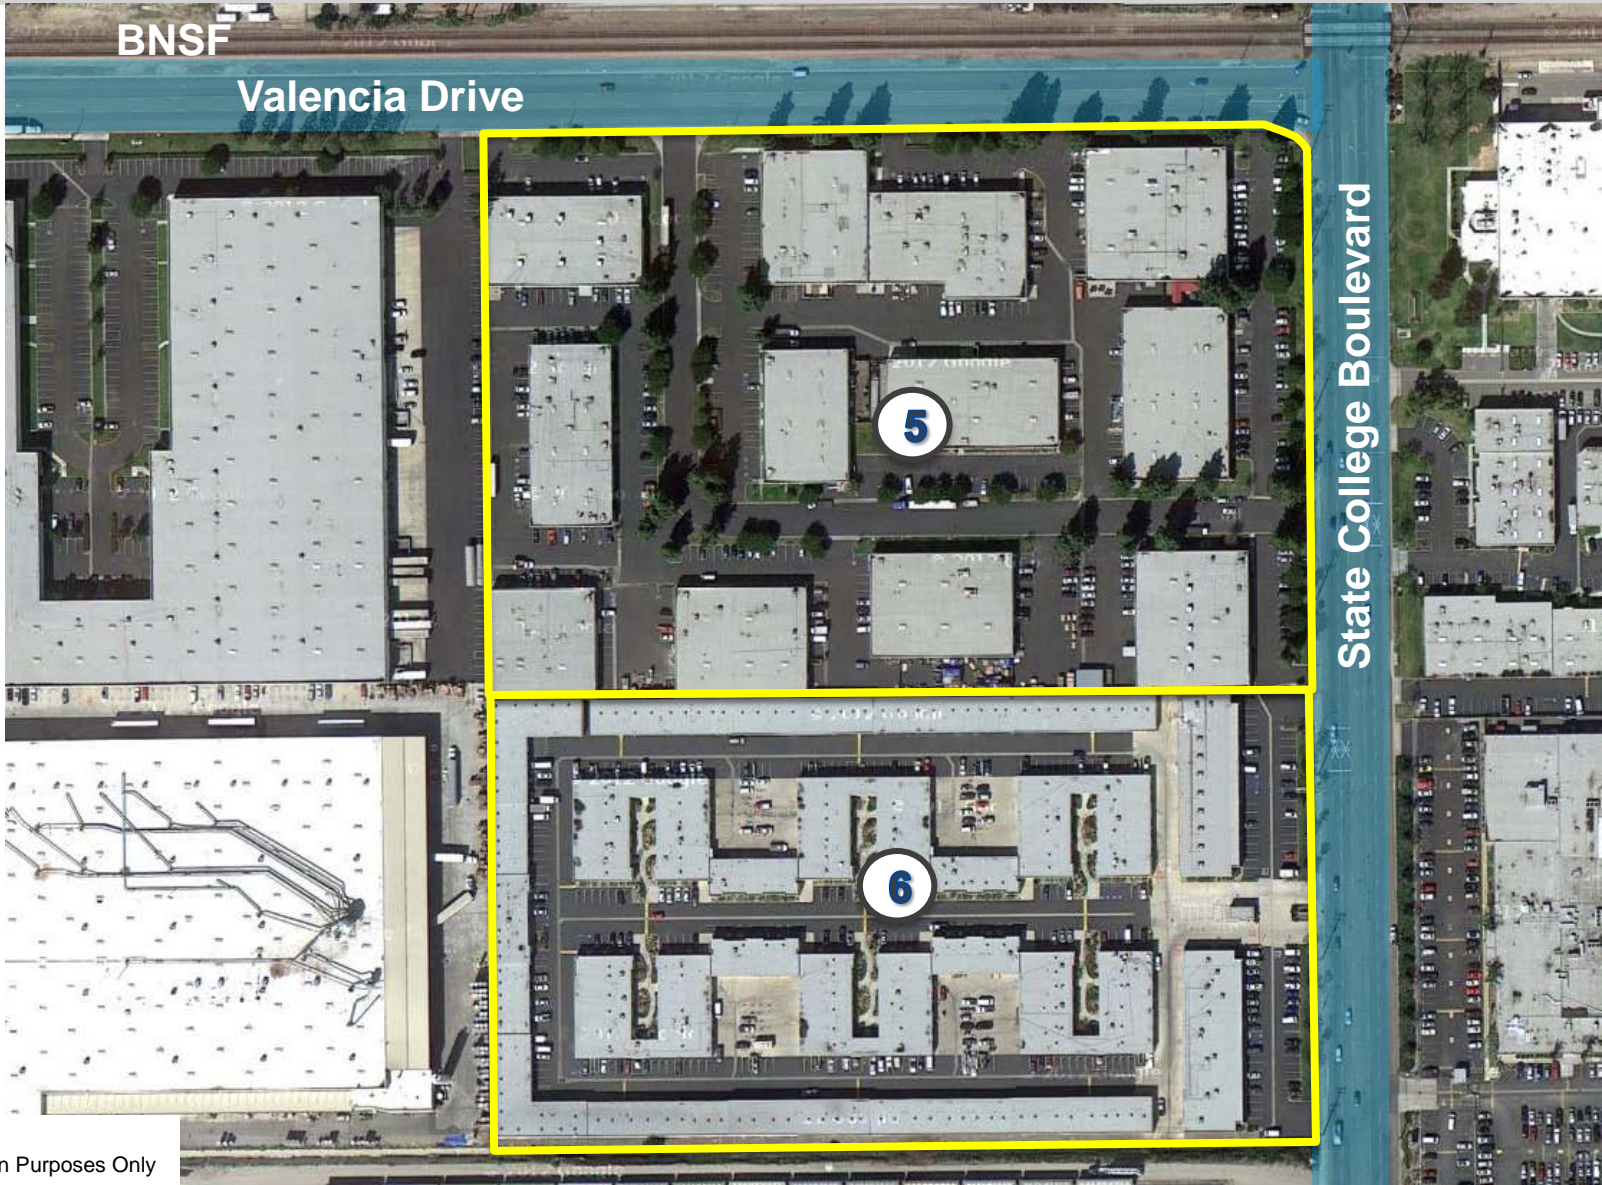 BNSF
Valencia Drive
State College Boulevard
5
6
n Purposes Only